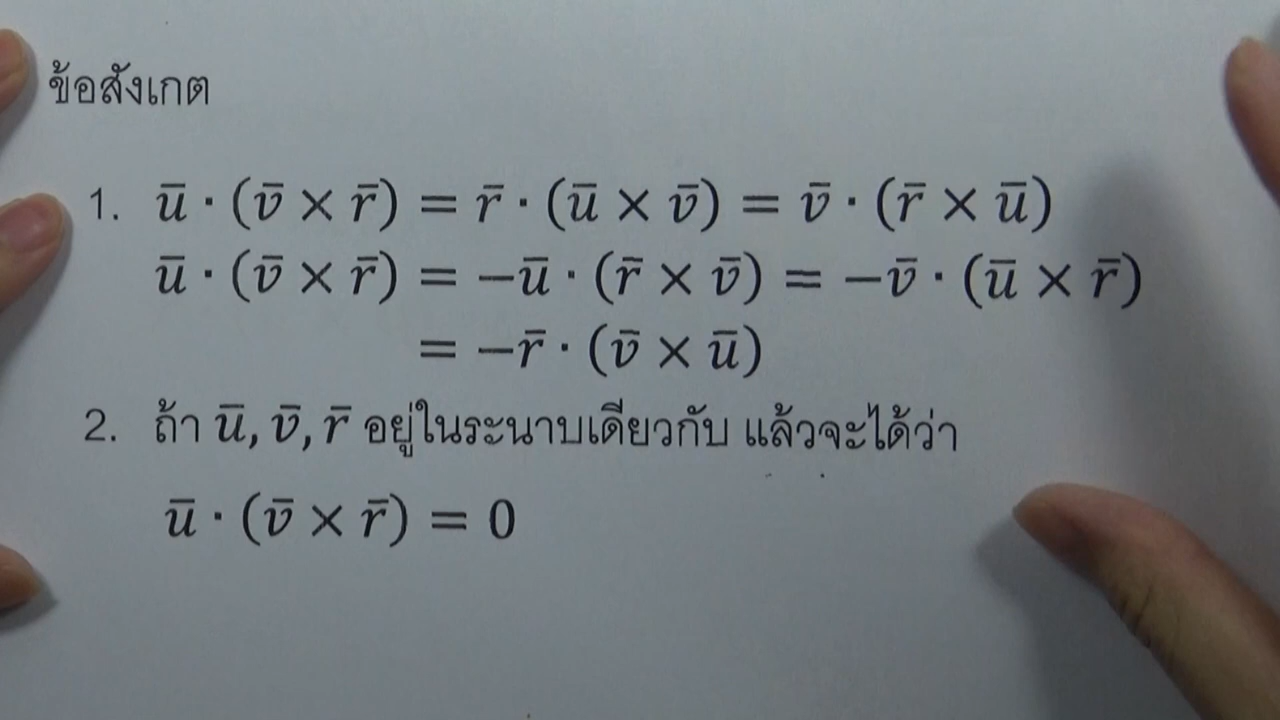 ข้อสังเกต
1. ū · (v̄ × r̄) = r̄ · (ū × v̄) = v̄ · (r̄ × ū)
ū · (v̄ × r̄) = −ū · (r̄ × v̄) = −v̄ · (ū × r̄)
= −r̄ · (v̄ × ū)
2. ถ้า ū, v̄, r̄ อยู่ในระนาบเดียวกับ แล้วจะได้ว่า
ū · (v̄ × r̄) = 0